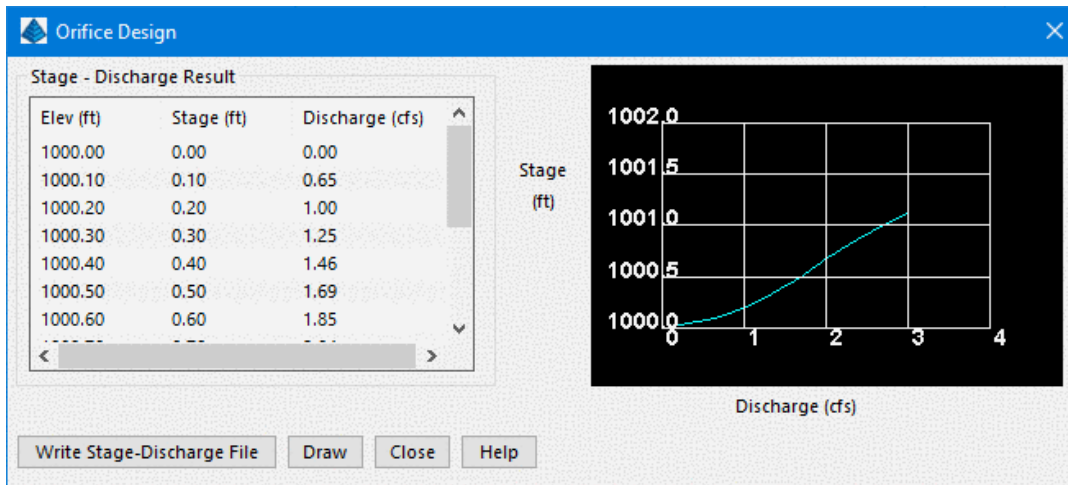 Orifice Design
Stage - Discharge Result
Elev (ft) Stage (ft) Discharge (cfs)
1000.00 0.00 0.00
1000.10 0.10 0.65
1000.20 0.20 1.00
1000.30 0.30 1.25
1000.40 0.40 1.46
1000.50 0.50 1.69
1000.60 0.60 1.85
Stage
(ft)
1002.0
1001.5
1001.0
1000.5
1000.0
0 1 2 3 4
Discharge (cfs)
Write Stage-Discharge File Draw Close Help